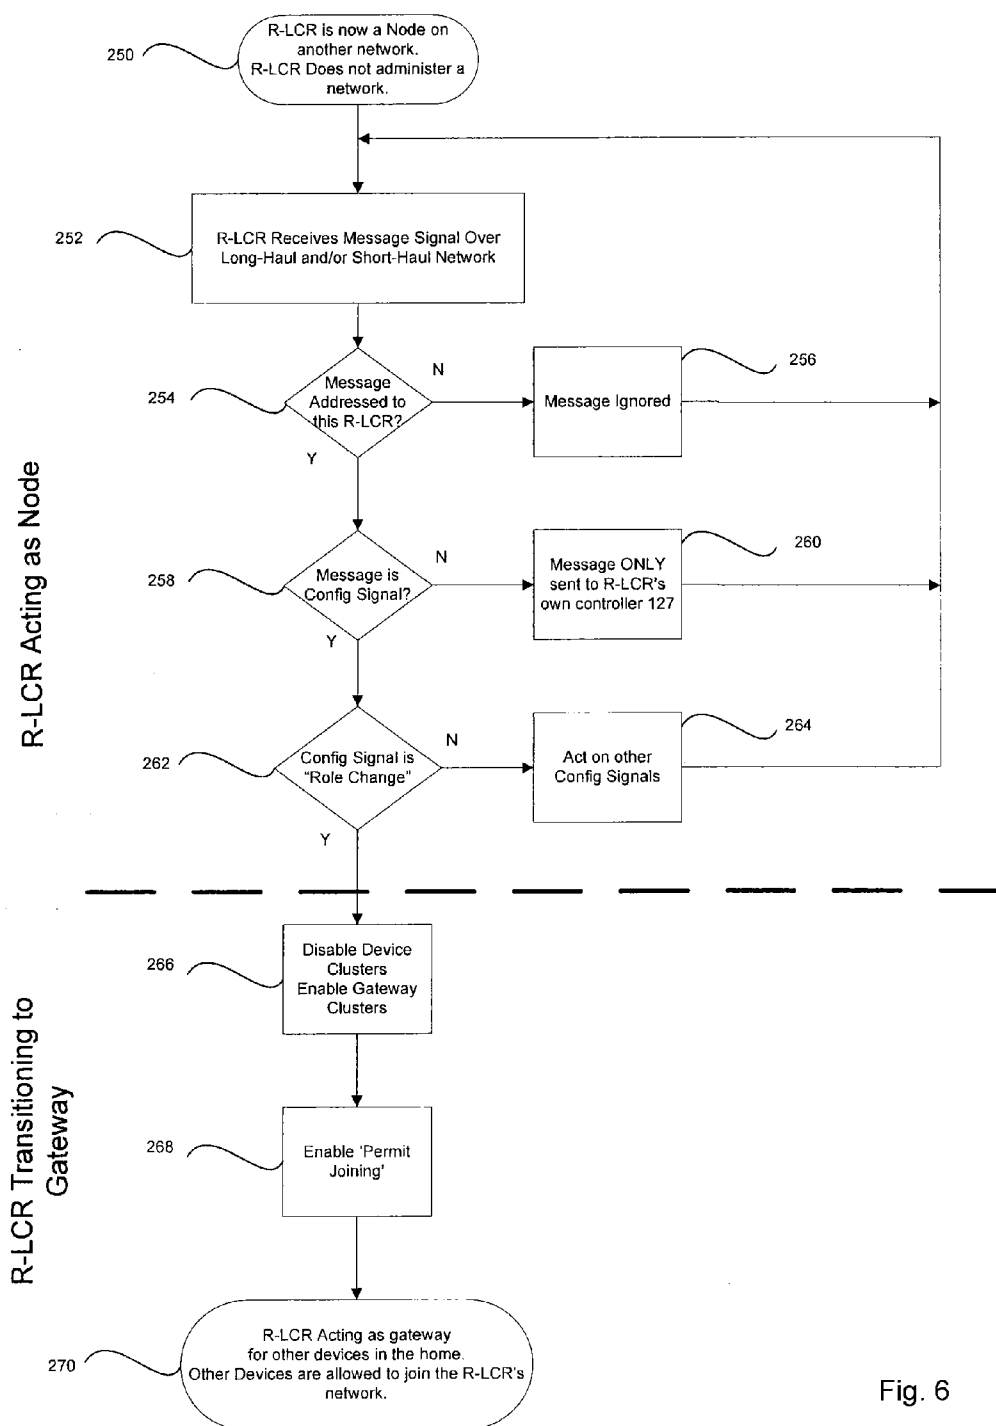 R-LCR is now a Node on
another network.
R-LCR Does not administer a
network.
250
252
R-LCR Receives Message Signal Over
Long-Haul and/or Short-Haul Network
254
Message
Addressed to
this R-LCR?
N
Y
Message Ignored
256
258
Message is
Config Signal?
N
Y
Message ONLY
sent to R-LCR's
own controller 127
260
262
Config Signal is
"Role Change"
N
Y
Act on other
Config Signals
264
R-LCR Acting as Node
266
Disable Device
Clusters
Enable Gateway
Clusters
268
Enable 'Permit
Joining'
R-LCR Transitioning to
Gateway
270
R-LCR Acting as gateway
for other devices in the home.
Other Devices are allowed to join the R-LCR's
network.
Fig. 6